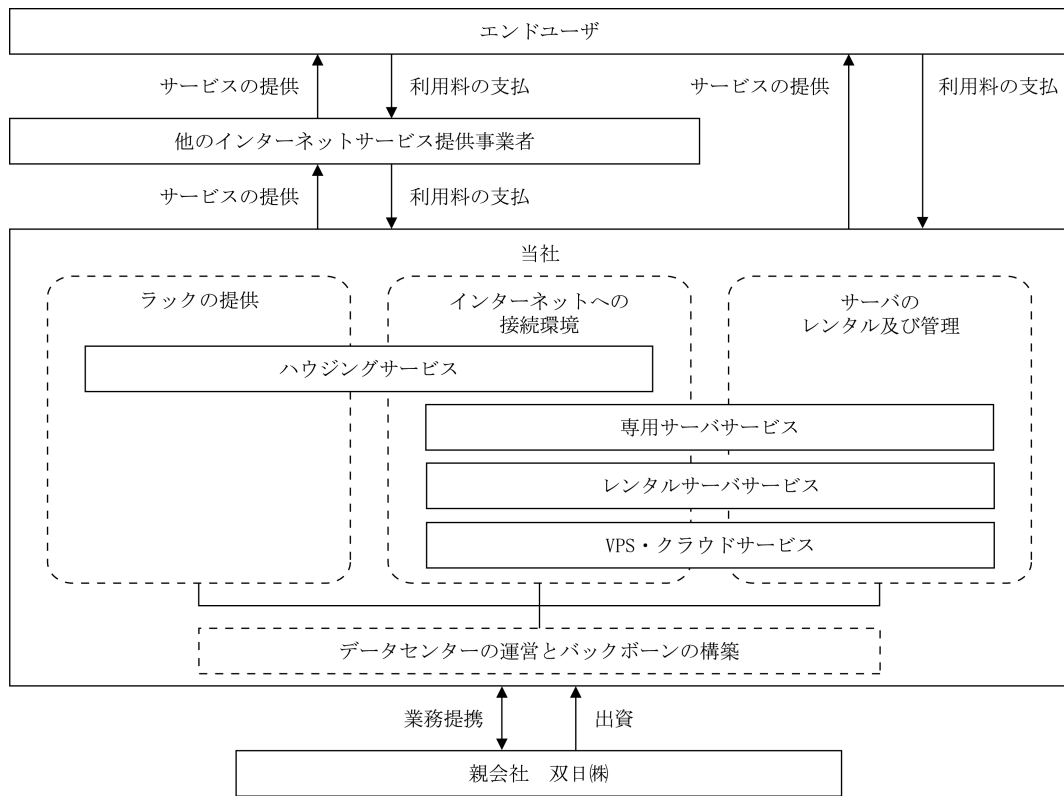 エンドユーザ
サービスの提供
利用料の支払
サービスの提供
利用料の支払
他のインターネットサービス提供事業者
サービスの提供
利用料の支払
当社
ラックの提供
インターネットへの
接続環境
サーバの
レンタル及び管理
ハウジングサービス
専用サーバサービス
レンタルサーバサービス
VPS・クラウドサービス
データセンターの運営とバックボーンの構築
業務提携
出資
親会社 双日㈱